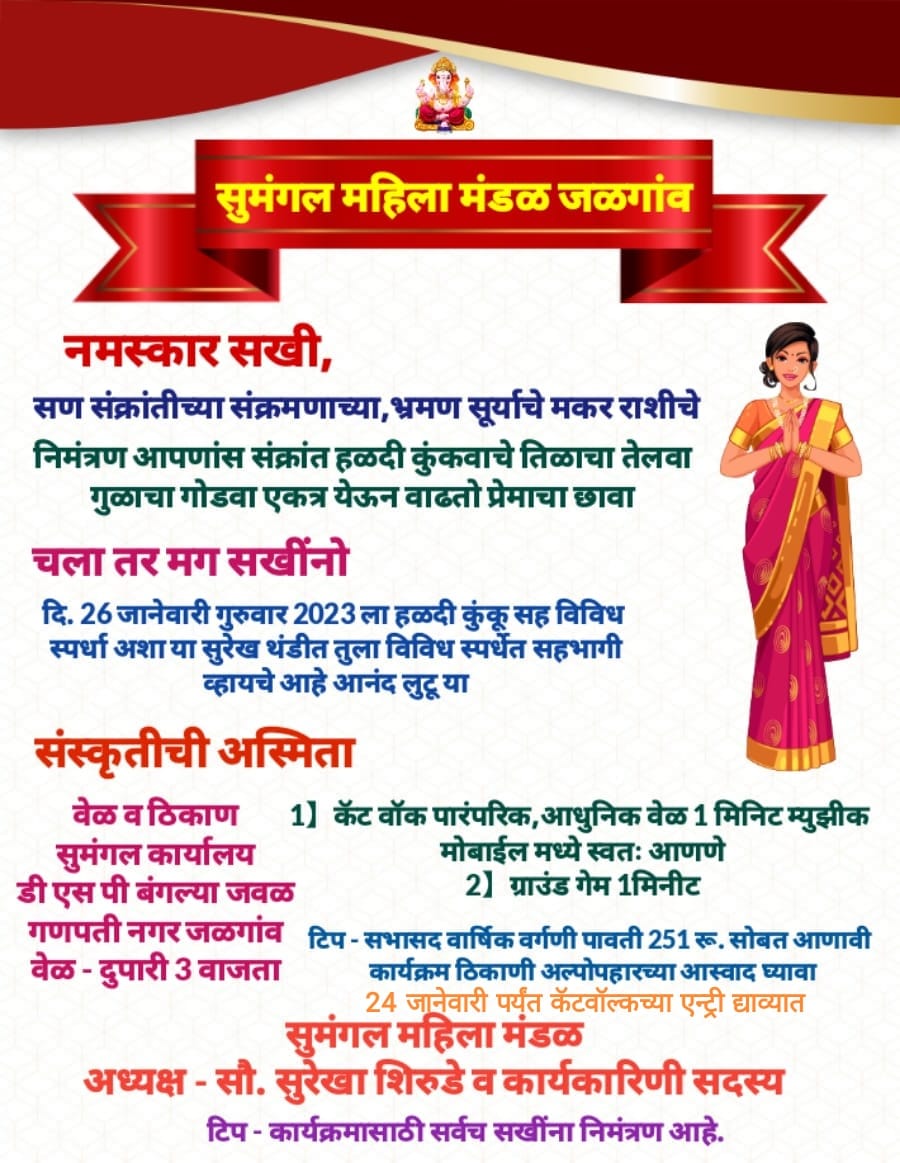 सुमंगल महिला मंडळ जळगांव
नमस्कार सखी,
सण संक्रांतीच्या संक्रमणाच्या,भ्रमण सूर्याचे मकर राशीचे
निमंत्रण आपणांस संक्रांत हळदी कुंकवाचे तिळाचा तेलवा
गुळाचा गोडवा एकत्र येऊन वाढतो प्रेमाचा छावा
चला तर मग सखींनो
दि. 26 जानेवारी गुरुवार 2023 ला हळदी कुंकू सह विविध
स्पर्धा अशा या सुरेख थंडीत तुला विविध स्पर्धेत सहभागी
व्हायचे आहे आनंद लुटू या
संस्कृतीची अस्मिता
वेळ व ठिकाण
सुमंगल कार्यालय
डी एस पी बंगल्या जवळ
गणपती नगर जळगांव
वेळ - दुपारी 3 वाजता
1】 कॅट वॉक पारंपरिक,आधुनिक वेळ 1 मिनिट म्युझीक
मोबाईल मध्ये स्वतः आणणे
2】 ग्राउंड गेम 1मिनीट
टिप - सभासद वार्षिक वर्गणी पावती 251 रू. सोबत आणावी
कार्यक्रम ठिकाणी अल्पोपहारच्या आस्वाद घ्यावा
24 जानेवारी पर्यंत कॅटवॉल्कच्या एन्ट्री द्याव्यात
सुमंगल महिला मंडळ
अध्यक्ष - सौ. सुरेखा शिरुडे व कार्यकारिणी सदस्य
टिप - कार्यक्रमासाठी सर्वच सखींना निमंत्रण आहे.